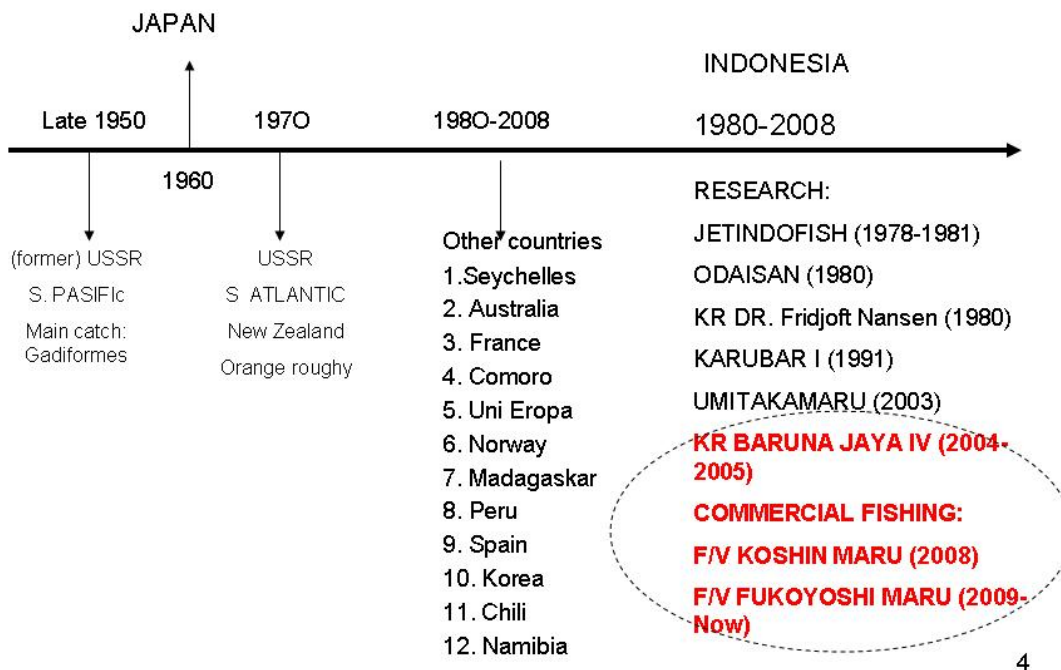 JAPAN
INDONESIA
Late 1950
197O
198O-2008
1980-2008
1960
(former) USSR
S. PASIFIc
Main catch:
Gadiformes
USSR
S ATLANTIC
New Zealand
Orange roughy
Other countries
1.Seychelles
2. Australia
3. France
4. Comoro
5. Uni Eropa
6. Norway
7. Madagaskar
8. Peru
9. Spain
10. Korea
11. Chili
12. Namibia
RESEARCH:
JETINDOFISH (1978-1981)
ODAISAN (1980)
KR DR. Fridjoft Nansen (1980)
KARUBAR I (1991)
UMITAKAMARU (2003)
KR BARUNA JAYA IV (2004-
2005)
COMMERCIAL FISHING:
F/V KOSHIN MARU (2008)
F/V FUKOYOSHI MARU (2009-
Now)
4